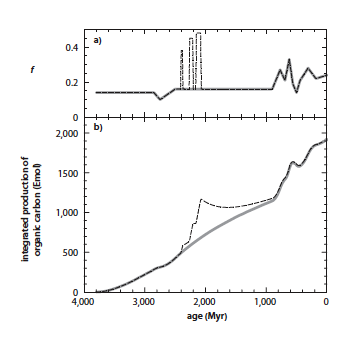 a)
f
0.4
0.2
0
b)
integrated production of
organic carbon (Emol)
2,000
1500
1,000
500
0
4,000 3,000 2,000 1,000 0
age (Myr)